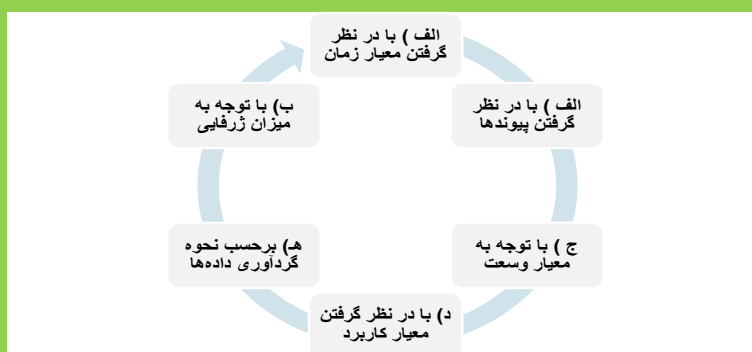 الف ) با در نظر
گرفتن معیار زمان
الف ) با در نظر
گرفتن پیوندها
ج ) با توجه به
معیار وسعت
د) با در نظر گرفتن
معیار کاربرد
هـ) برحسب نحوه
گردآوری داده‌ها
ب) با توجه به
میزان ژرفایی